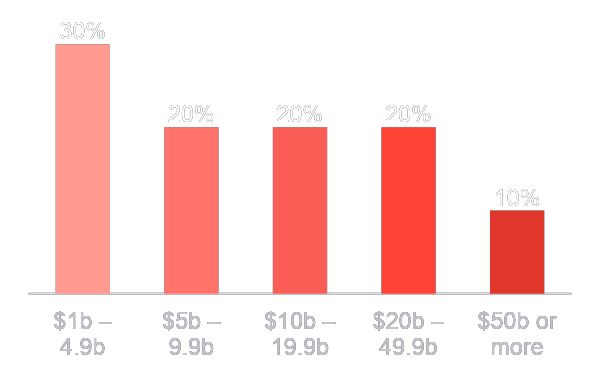 30%
20%
20%
20%
10%
$1b –
4.9b
$5b –
9.9b
$10b –
19.9b
$20b –
49.9b
$50b or
more